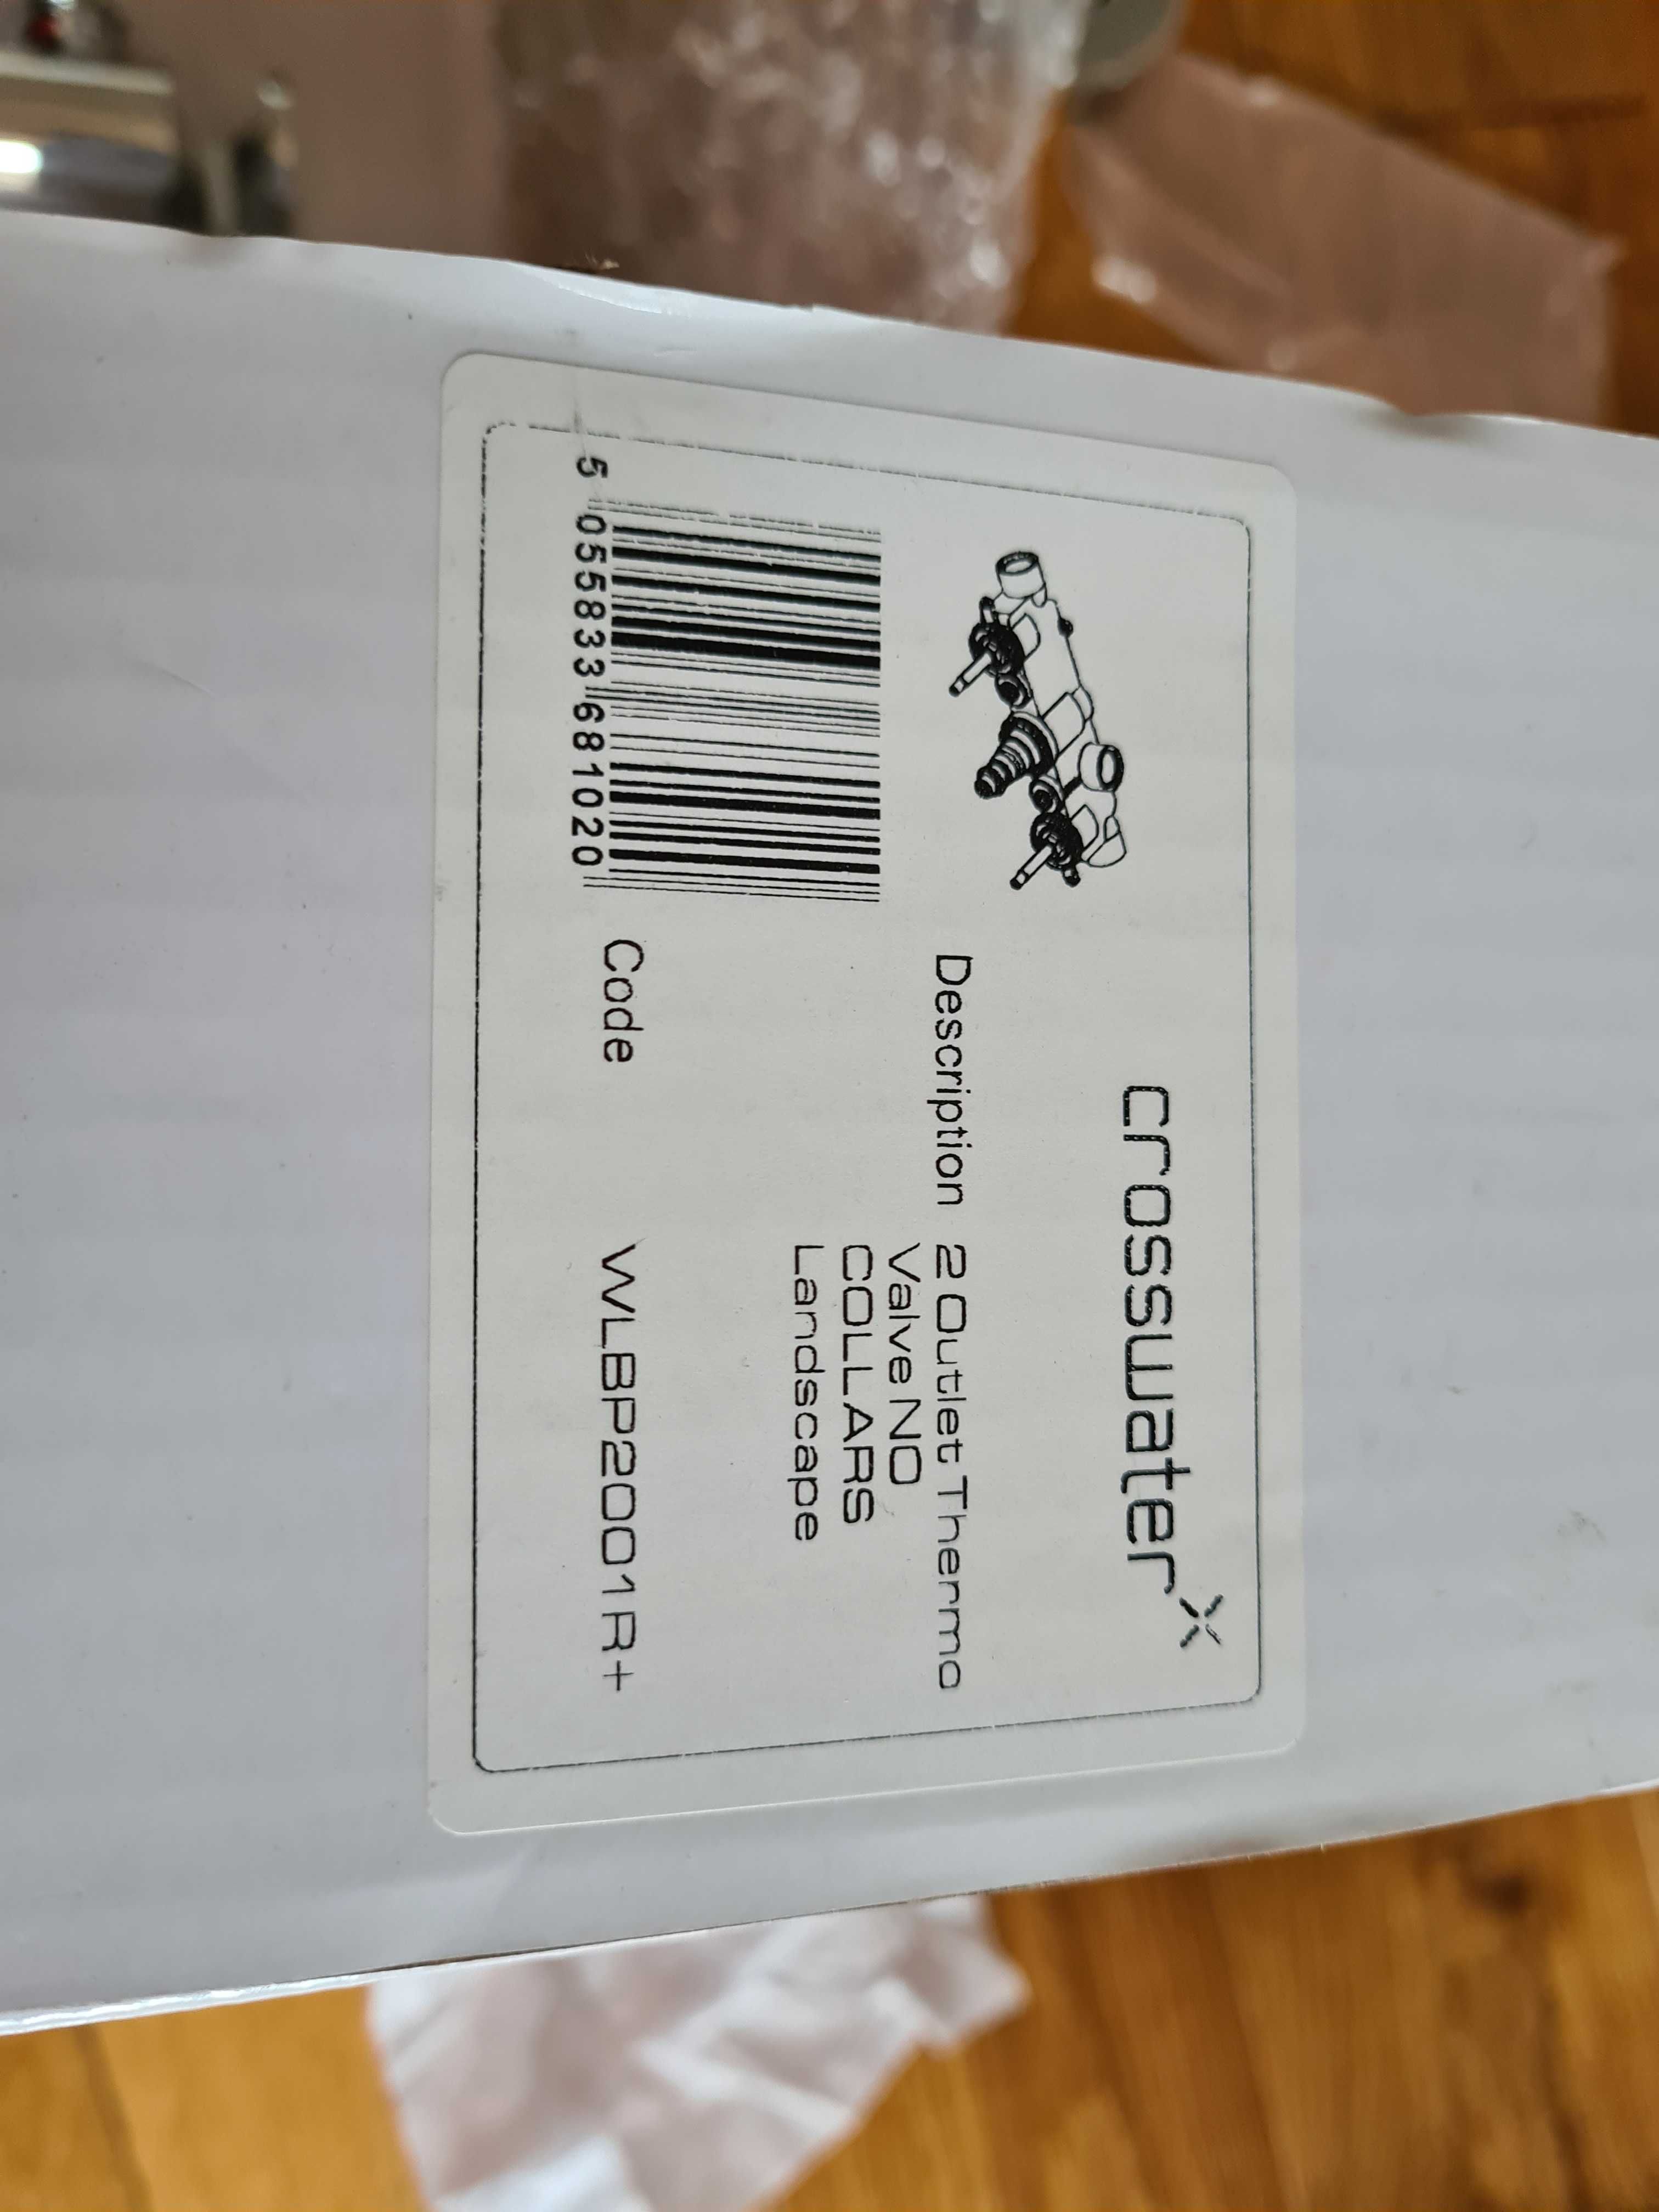 crosswater
Description 2 Outlet Thermo
Valve NO
COLLARS
Landscape
5 055833 681020
Code WLBP2001R+